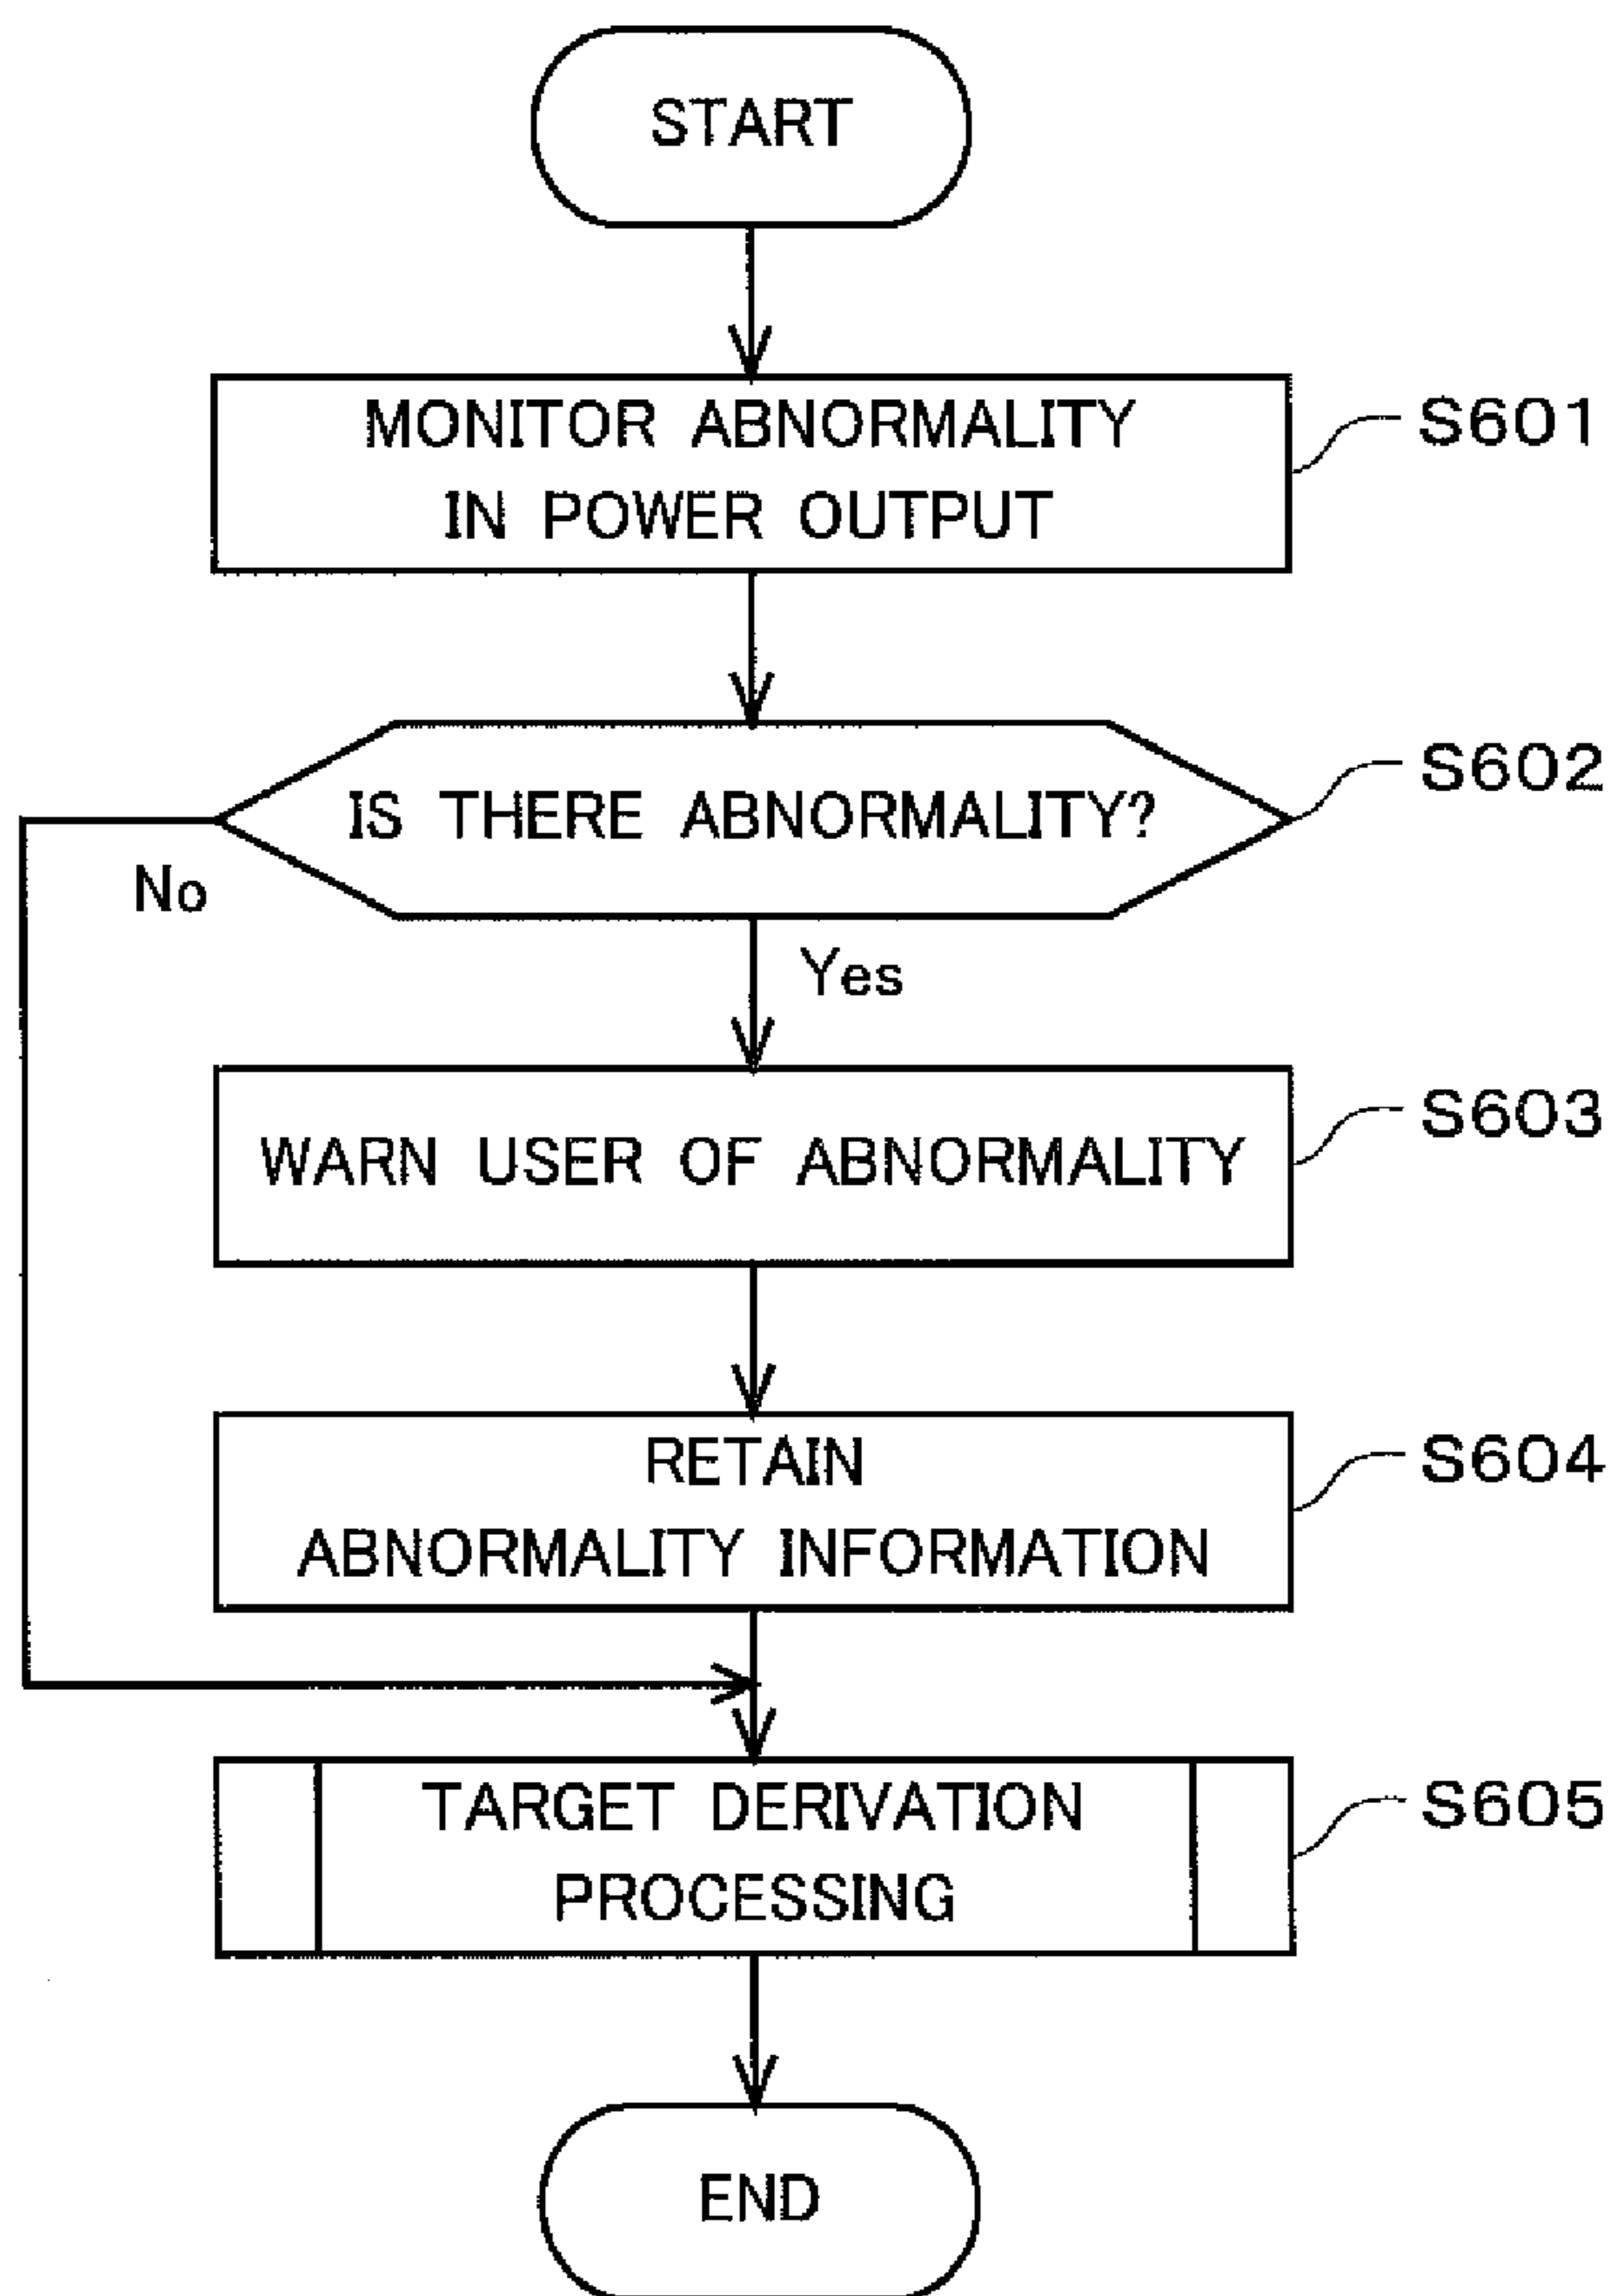 START
MONITOR ABNORMALITY
IN POWER OUTPUT
S601
IS THERE ABNORMALITY?
S602
No
Yes
WARN USER OF ABNORMALITY
S603
RETAIN
ABNORMALITY INFORMATION
S604
TARGET DERIVATION
PROCESSING
S605
END